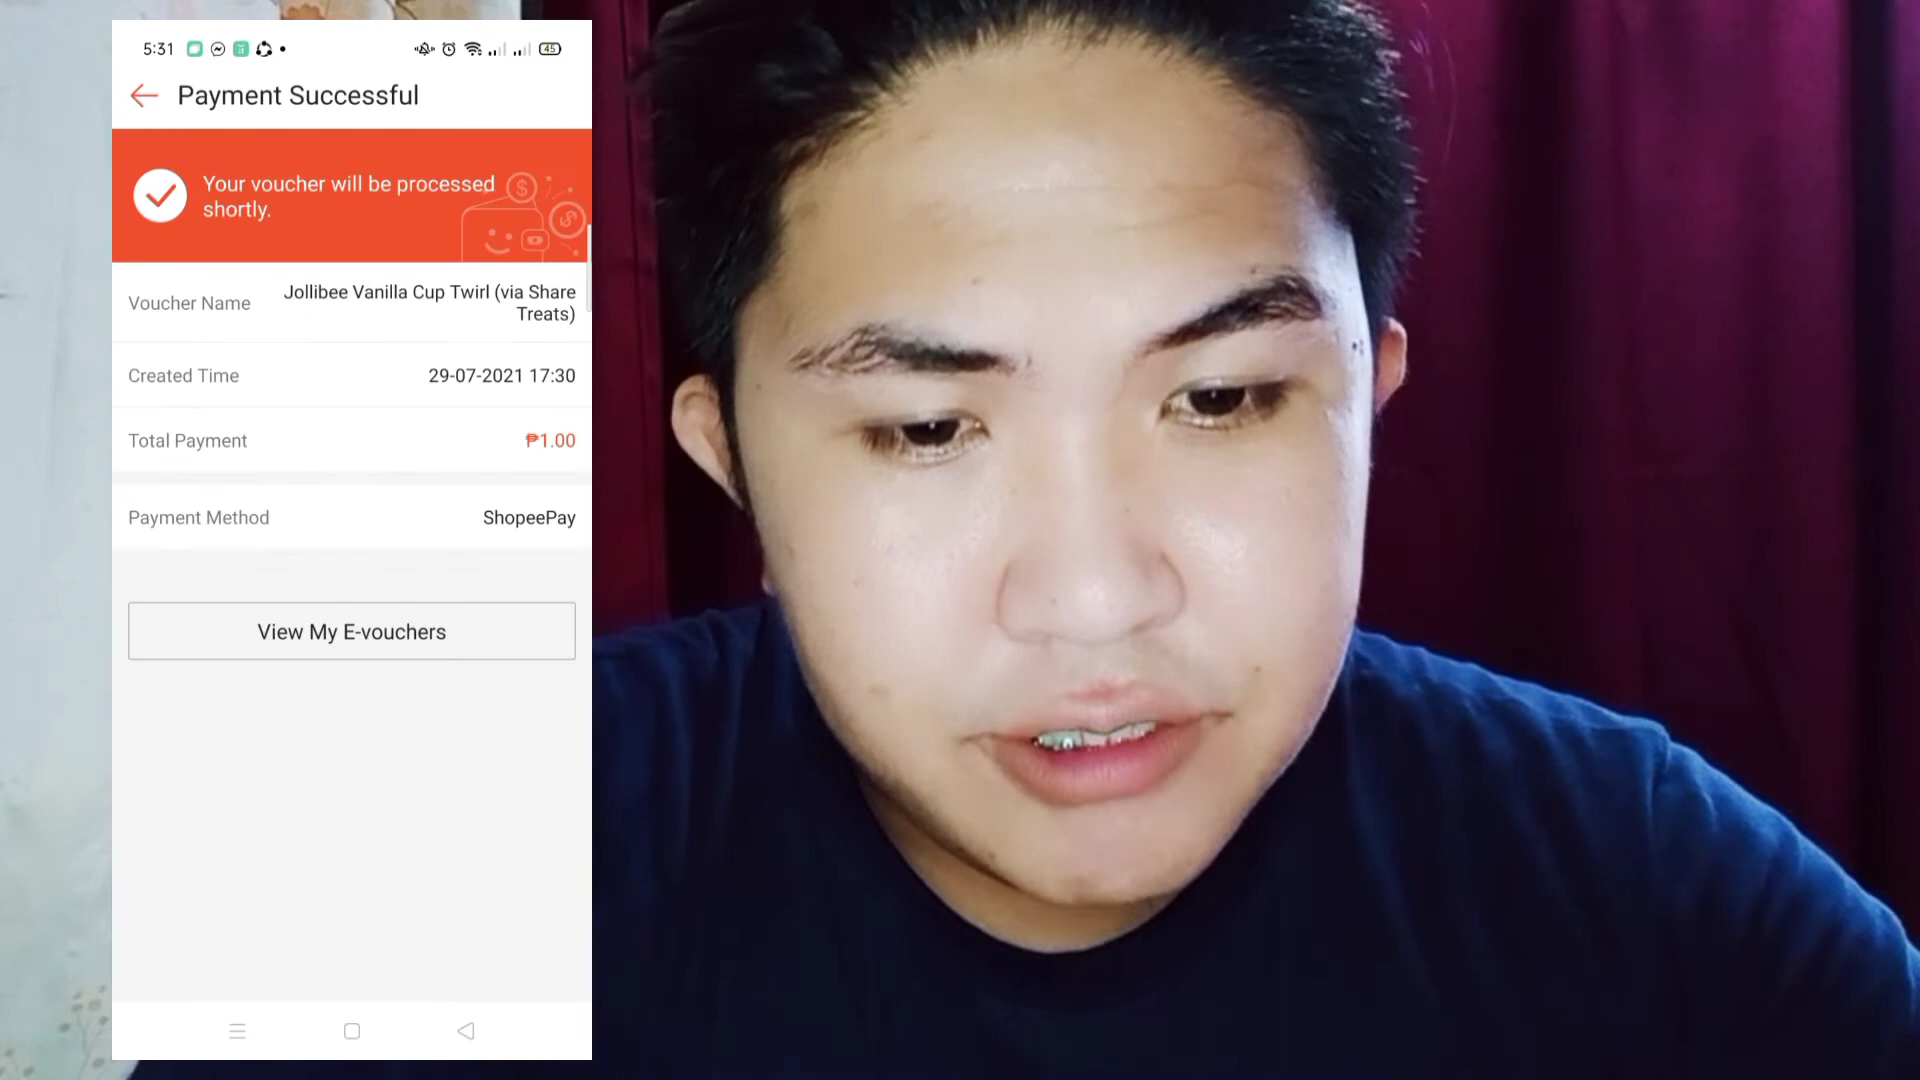 5:31
45
Payment Successful
Your voucher will be processed
shortly.
Voucher Name
Jollibee Vanilla Cup Twirl (via Share
Treats)
Created Time
29-07-2021 17:30
Total Payment
₱1.00
Payment Method
ShopeePay
View My E-vouchers